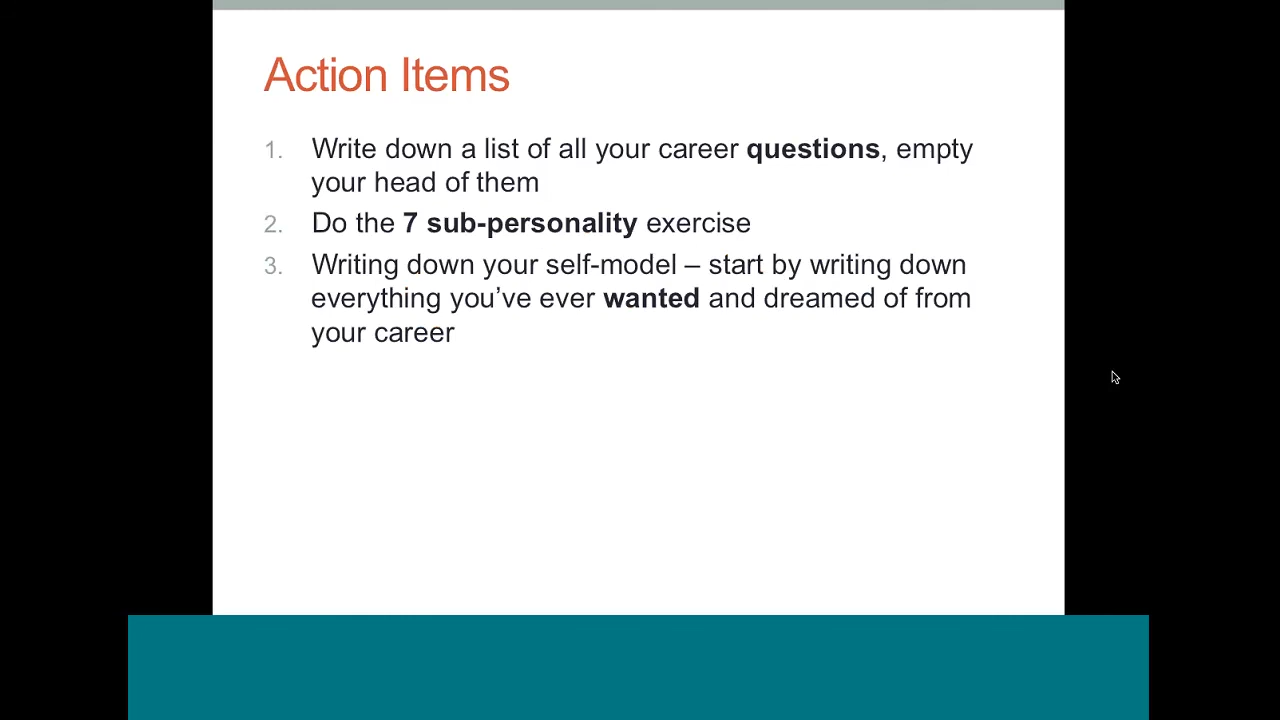 Action Items
1. Write down a list of all your career questions, empty
your head of them
2. Do the 7 sub-personality exercise
3. Writing down your self-model – start by writing down
everything you’ve ever wanted and dreamed of from
your career